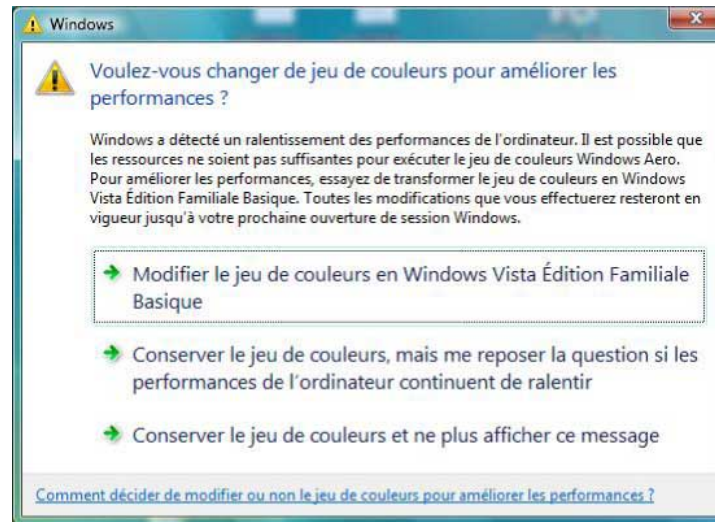 Windows
Voulez-vous changer de jeu de couleurs pour améliorer les
performances ?
Windows a détecté un ralentissement des performances de l'ordinateur. Il est possible que
les ressources ne soient pas suffisantes pour exécuter le jeu de couleurs Windows Aero.
Pour améliorer les performances, essayez de transformer le jeu de couleurs en Windows
Vista Édition Familiale Basique. Toutes les modifications que vous effectuerez resteront en
vigueur jusqu'à votre prochaine ouverture de session Windows.
Modifier le jeu de couleurs en Windows Vista Édition Familiale
Basique
Conserver le jeu de couleurs, mais me reposer la question si les
performances de l'ordinateur continuent de ralentir
Conserver le jeu de couleurs et ne plus afficher ce message
Comment décider de modifier ou non le jeu de couleurs pour améliorer les performances ?